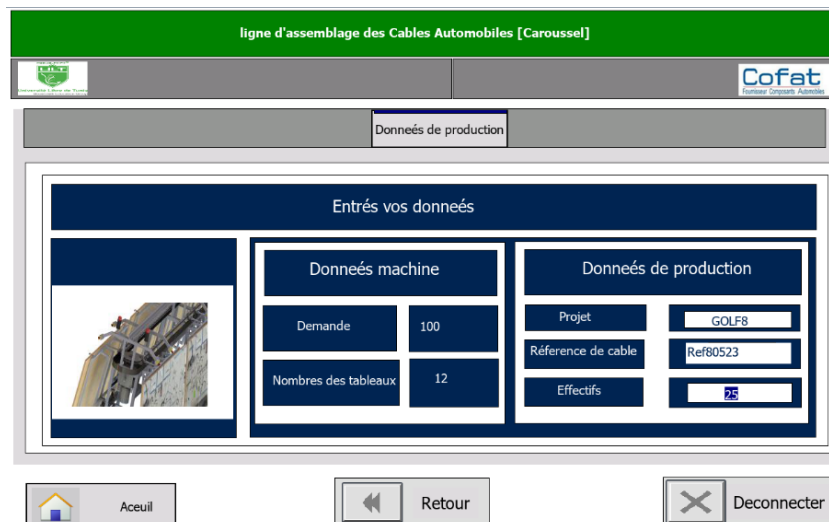 ligne d'assemblage des Cables Automobiles [Caroussel]
ULT
Cofat
Fournisseur Composants Automobiles
Donneés de production
Entrés vos donneés
Donneés machine
Demande
100
Nombres des tableaux
12
Donneés de production
Projet
GOLF8
Réference de cable
Ref80523
Effectifs
25
Aceuil
Retour
Deconnecter